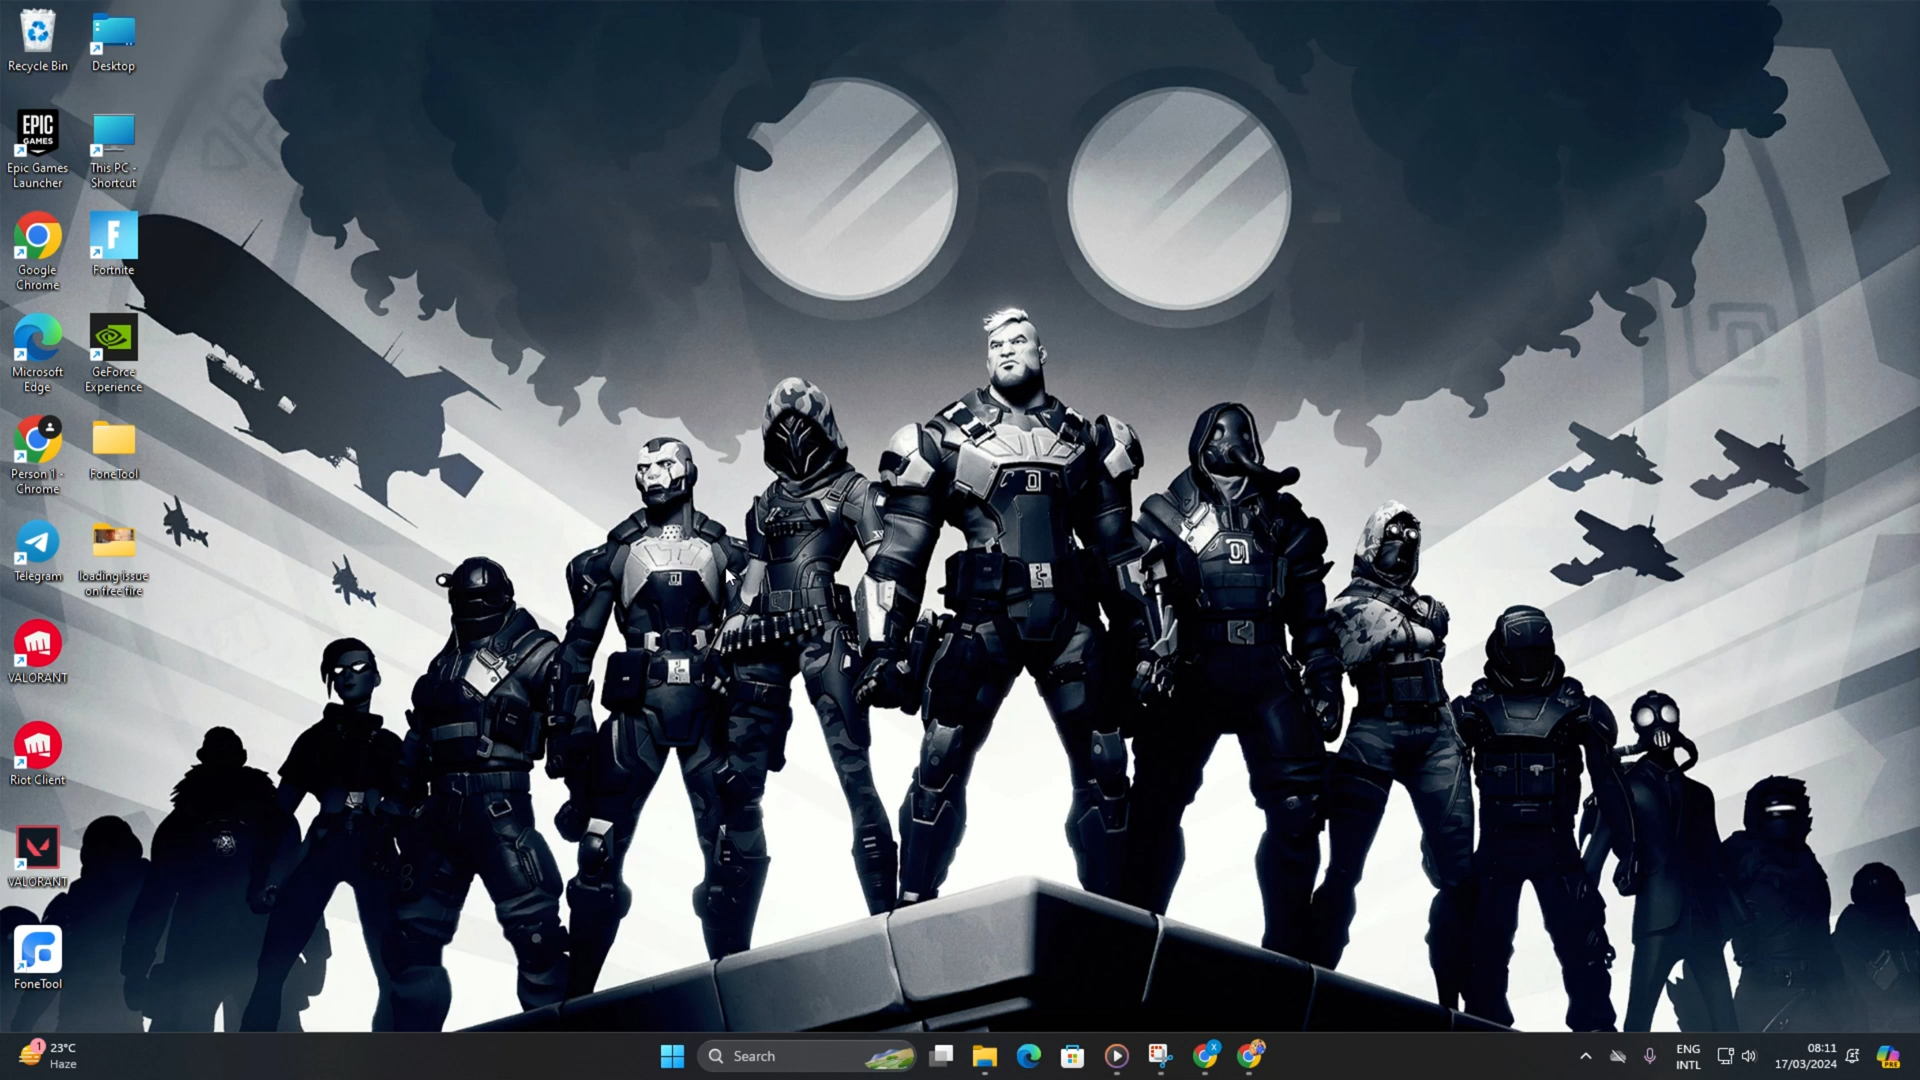 Recycle Bin
Desktop
EPIC
GAMES
Epic Games
Launcher
This PC -
Shortcut
Google
Chrome
F
Fortnite
Microsoft
Edge
GeForce
Experience
Person 1 -
Chrome
FoneTool
Telegram
loading issue
on free fire
VALORANT
Riot Client
VALORANT
FoneTool
1
23°C
Haze
Search
X
ENG
INTL
08:11
17/03/2024
PRE